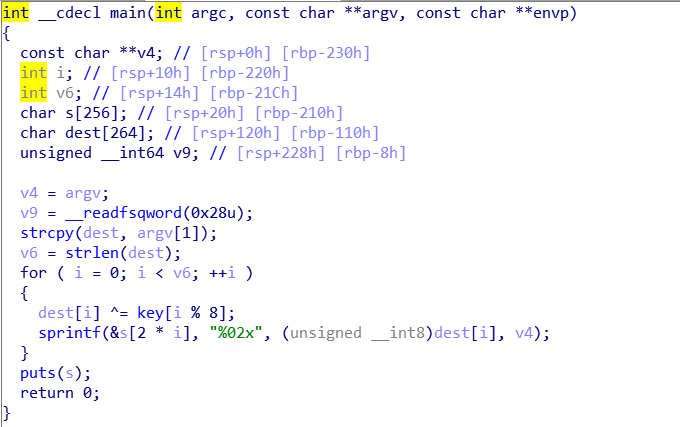 int __cdecl main(int argc, const char **argv, const char **envp)
{
  const char **v4; // [rsp+0h] [rbp-230h]
  int i; // [rsp+10h] [rbp-220h]
  int v6; // [rsp+14h] [rbp-21Ch]
  char s[256]; // [rsp+20h] [rbp-210h]
  char dest[264]; // [rsp+120h] [rbp-110h]
  unsigned __int64 v9; // [rsp+228h] [rbp-8h]

  v4 = argv;
  v9 = __readfsqword(0x28u);
  strcpy(dest, argv[1]);
  v6 = strlen(dest);
  for ( i = 0; i < v6; ++i )
  {
    dest[i] ^= key[i % 8];
    sprintf(&s[2 * i], "%02x", (unsigned __int8)dest[i], v4);
  }
  puts(s);
  return 0;
}